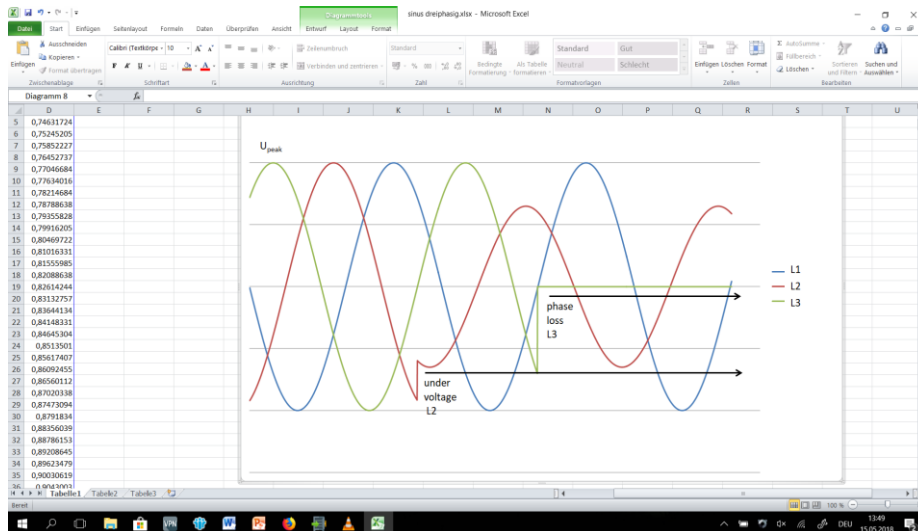 Diagrammtools
sinus dreiphasig.xlsx - Microsoft Excel
Datei Start Einfügen Seitenlayout Formeln Daten Überprüfen Ansicht Entwurf Layout Format
Einfügen
Ausschneiden
Kopieren
Format übertragen
Zwischenablage
Calibri (Textkörpe 10
F K U
Schriftart
Zeilenumbruch
Verbinden und zentrieren
Ausrichtung
Standard
Zahl
Bedingte Formatierung
Als Tabelle formatieren
Standard Gut
Neutral Schlecht
Formatvorlagen
Einfügen Löschen Format
Zellen
Σ AutoSumme
Füllbereich
Löschen
Sortieren und Filtern
Suchen und Auswählen
Bearbeiten
Diagramm 8 fx
D E F G H I J K L M N O P Q R S T U
5 0,74631724
6 0,75245205
7 0,75852227
8 0,76452737
9 0,77046684
10 0,77634016
11 0,78214684
12 0,78788638
13 0,79355828
14 0,79916205
15 0,80469722
16 0,81016331
17 0,81555985
18 0,82088638
19 0,82614244
20 0,83132757
21 0,83644134
22 0,84148331
23 0,84645304
24 0,8513501
25 0,85617407
26 0,86092455
27 0,86560112
28 0,87020338
29 0,87473094
30 0,8791834
31 0,88356039
32 0,88786153
33 0,89208645
34 0,89623479
35 0,90030619
36 0,9043003
Upeak
phase
loss
L3
under
voltage
L2
L1
L2
L3
Tabelle1 Tabelle2 Tabelle3
Bereit
100 %
DEU
13:49
15.05.2018